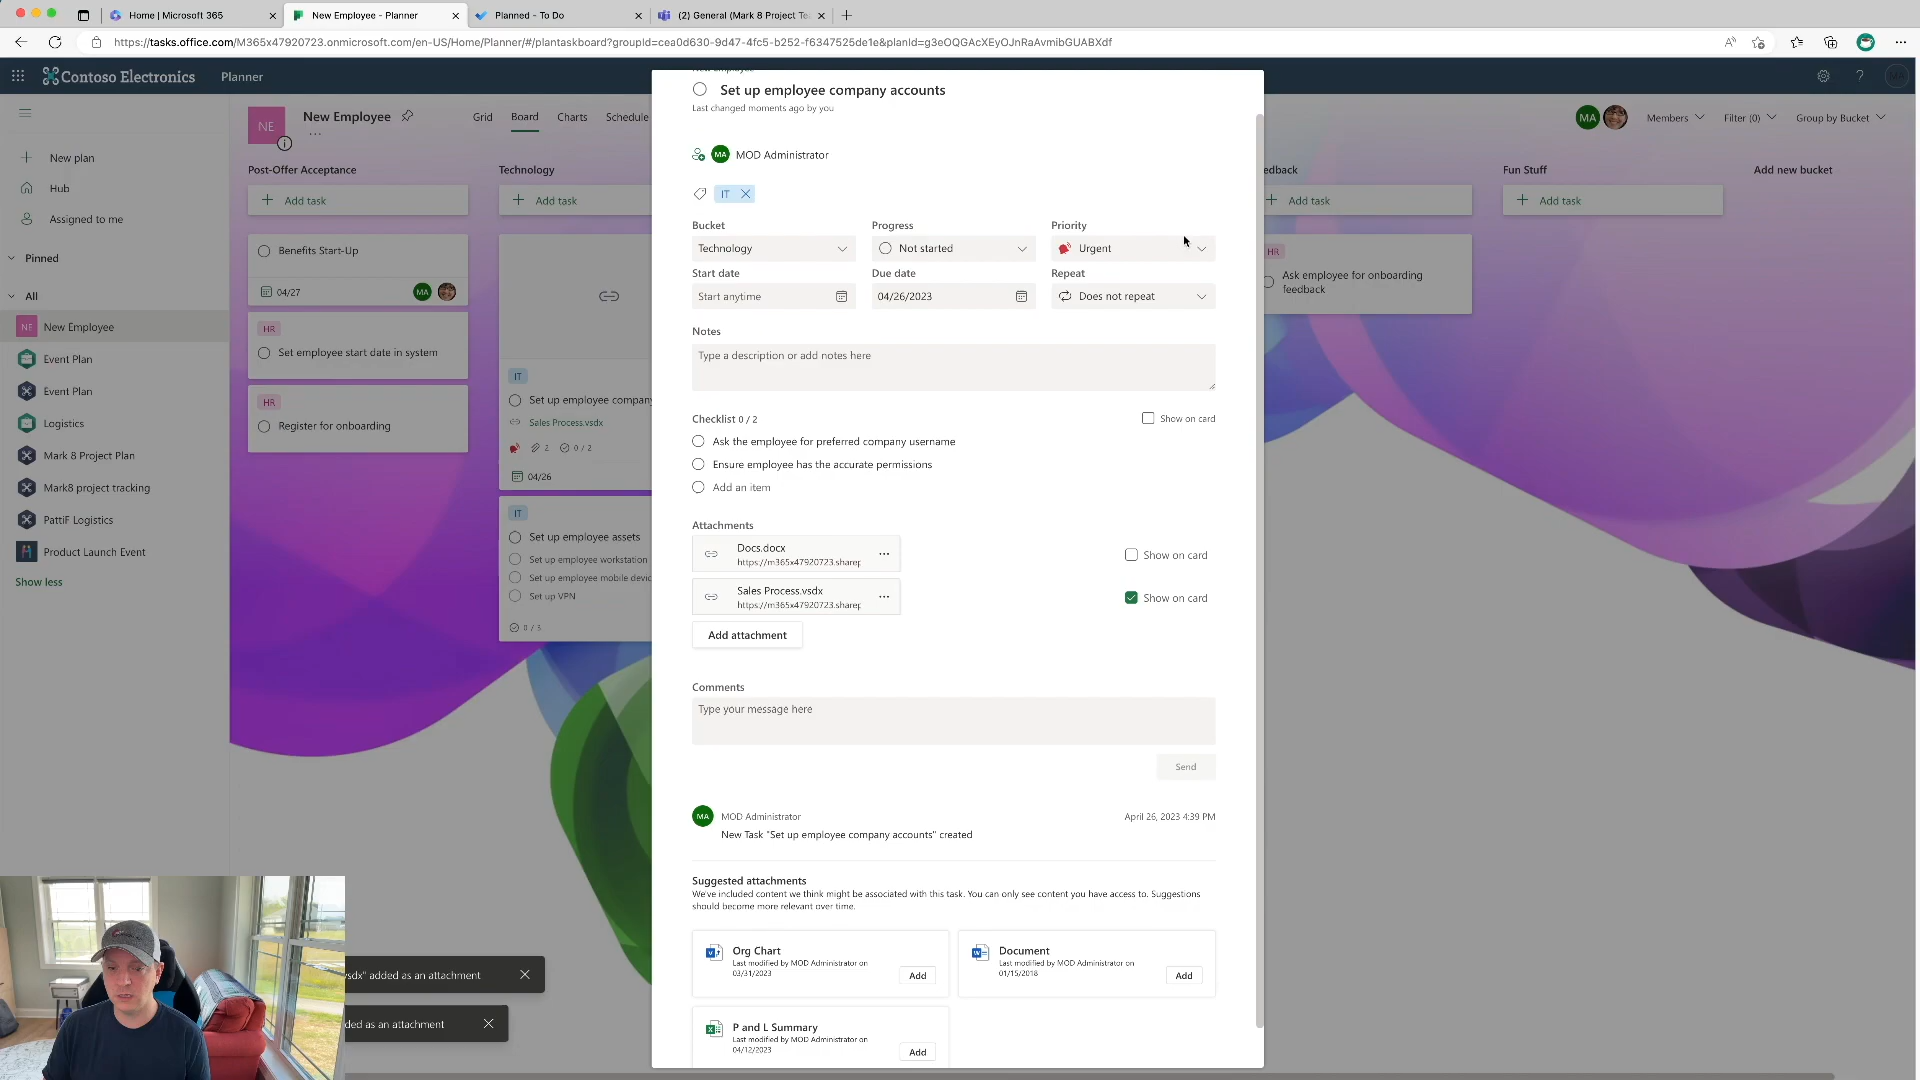 Home | Microsoft 365
New Employee - Planner
Planned - To Do
(2) General (Mark 8 Project Te
https://tasks.office.com/M365x47920723.onmicrosoft.com/en-US/Home/Planner/#/plantaskboard?groupId=cea0d630-9d47-4fc5-b252-f6347525de1e&planId=g3eOQGAcXEyOJnRaAvmibGUABXdf
Contoso Electronics
Planner
MA
New plan
Hub
Assigned to me
Pinned
All
NE New Employee
Event Plan
Event Plan
Logistics
Mark 8 Project Plan
Mark8 project tracking
PattiF Logistics
Product Launch Event
Show less
NE
New Employee
Grid
Board
Charts
Schedule
MA
Members
Filter (0)
Group by Bucket
Post-Offer Acceptance
Add task
Benefits Start-Up
04/27
MA
HR
Set employee start date in system
HR
Register for onboarding
Technology
Add task
IT
Set up employee company
Sales Process.vsdx
2
0 / 2
04/26
IT
Set up employee assets
Set up employee workstation
Set up employee mobile devic
Set up VPN
0 / 3
Set up employee company accounts
Last changed moments ago by you
MA MOD Administrator
IT
Bucket
Progress
Priority
Technology
Not started
Urgent
Start date
Due date
Repeat
Start anytime
04/26/2023
Does not repeat
Notes
Type a description or add notes here
Checklist 0 / 2
Show on card
Ask the employee for preferred company username
Ensure employee has the accurate permissions
Add an item
Attachments
Docs.docx
https://m365x47920723.sharep
Show on card
Sales Process.vsdx
https://m365x47920723.sharep
Show on card
Add attachment
Comments
Type your message here
Send
MA MOD Administrator
April 26, 2023 4:39 PM
New Task "Set up employee company accounts" created
Suggested attachments
We've included content we think might be associated with this task. You can only see content you have access to. Suggestions
should become more relevant over time.
Org Chart
Last modified by MOD Administrator on
03/31/2023
Add
Document
Last modified by MOD Administrator on
01/15/2018
Add
P and L Summary
Last modified by MOD Administrator on
04/12/2023
Add
edback
Add task
HR
Ask employee for onboarding
feedback
Fun Stuff
Add task
Add new bucket
vsdx" added as an attachment
ded as an attachment